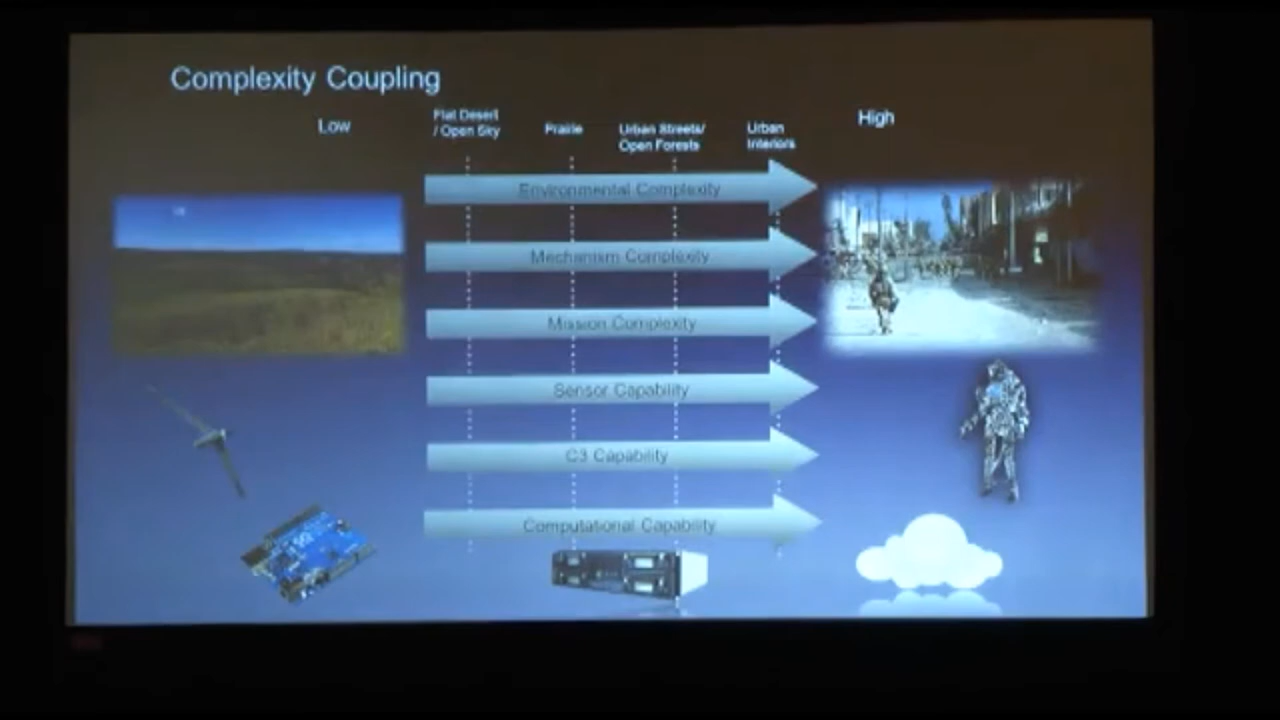 Complexity Coupling
Low
Flat Desert
/ Open Sky
Prairie
Urban Streets/
Open Forests
Urban
Interiors
High
Environmental Complexity
Mechanism Complexity
Mission Complexity
Sensor Capability
C3 Capability
Computational Capability